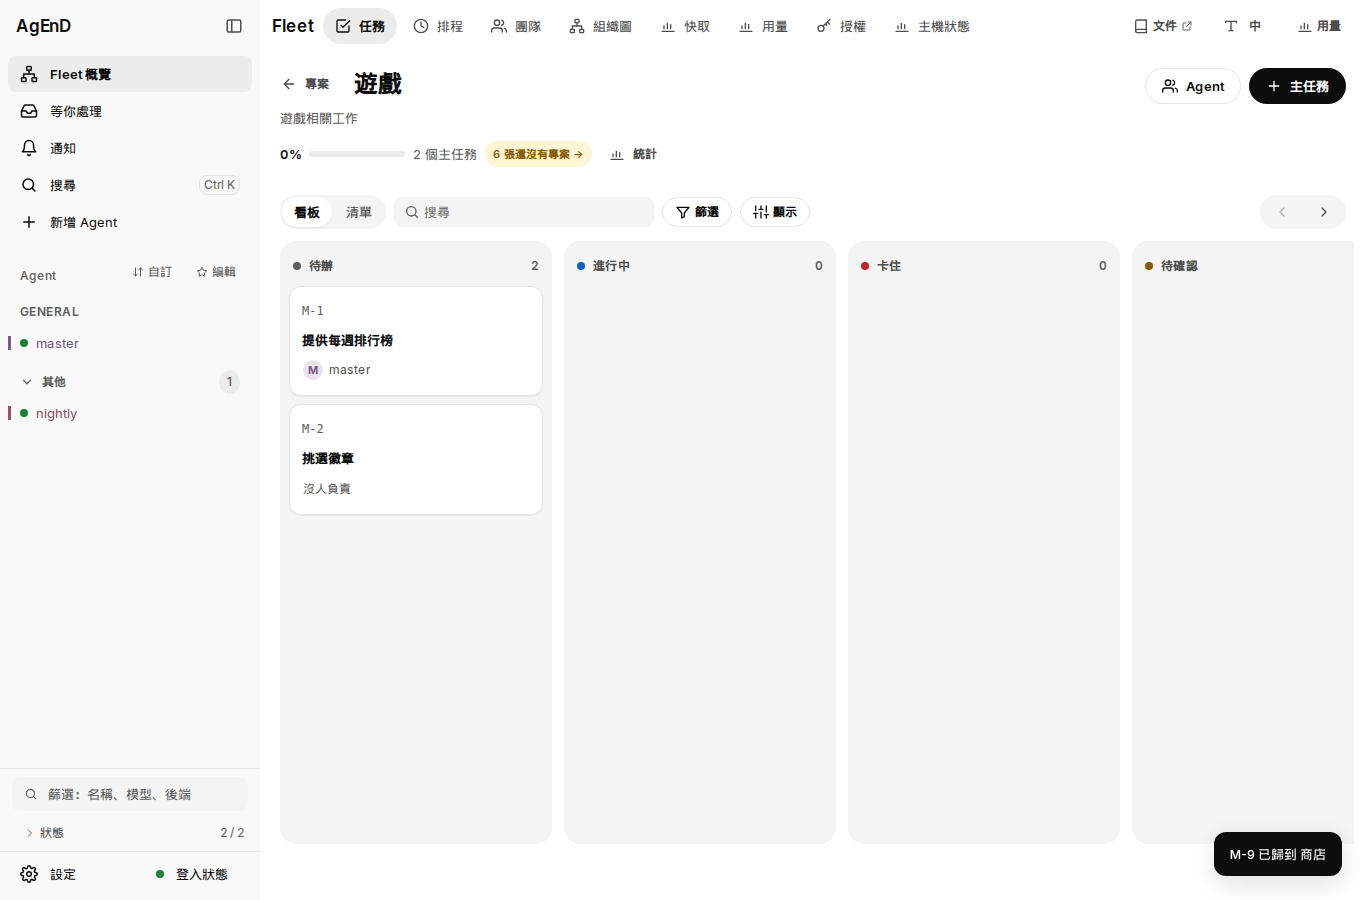 AgEnD
Fleet 概覽
等你處理
通知
搜尋 Ctrl K
新增 Agent
Agent 自訂 編輯
GENERAL
master
其他 1
nightly
篩選：名稱、模型、後端
狀態 2 / 2
設定 登入狀態
Fleet 任務 排程 團隊 組織圖 快取 用量 授權 主機狀態 文件 中 用量
專案 遊戲 Agent 主任務
遊戲相關工作
0% 2 個主任務 6 張還沒有專案 → 統計
看板 清單 搜尋 篩選 顯示
待辦 2
M-1
提供每週排行榜
M master
M-2
挑選徽章
沒人負責
進行中 0
卡住 0
待確認
M-9 已歸到 商店